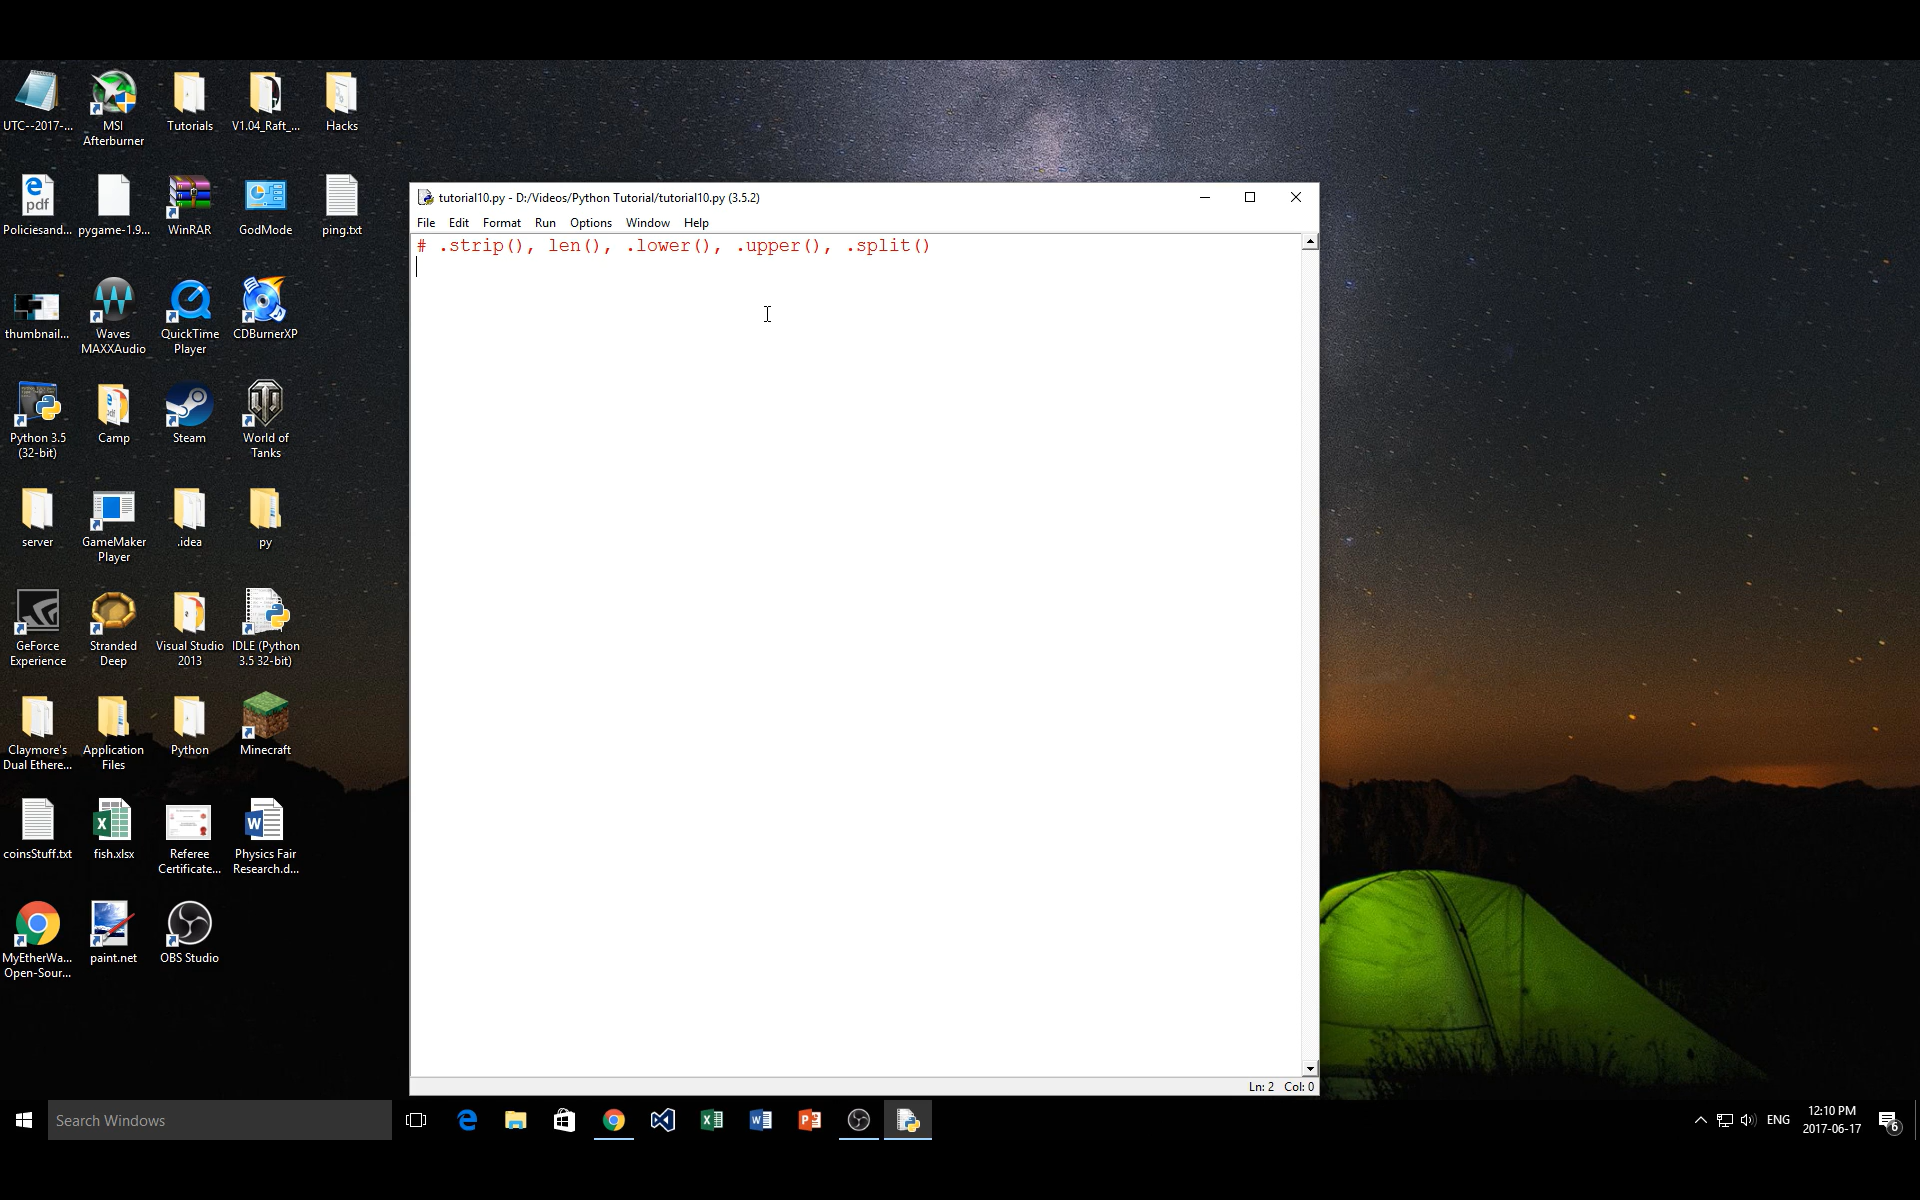 UTC--2017-...
MSI
Afterburner
Tutorials
V1.04_Raft_...
Hacks
Policiesand...
pygame-1.9...
WinRAR
GodMode
ping.txt
thumbnail...
Waves
MAXXAudio
QuickTime
Player
CDBurnerXP
Python 3.5
(32-bit)
Camp
Steam
World of
Tanks
server
GameMaker
Player
.idea
py
GeForce
Experience
Stranded
Deep
Visual Studio
2013
IDLE (Python
3.5 32-bit)
Claymore's
Dual Ethere...
Application
Files
Python
Minecraft
coinsStuff.txt
fish.xlsx
Referee
Certificate...
Physics Fair
Research.d...
MyEtherWa...
Open-Sour...
paint.net
OBS Studio
tutorial10.py - D:/Videos/Python Tutorial/tutorial10.py (3.5.2)
File Edit Format Run Options Window Help
# .strip(), len(), .lower(), .upper(), .split()
Ln: 2 Col: 0
Search Windows
ENG
12:10 PM
2017-06-17
6